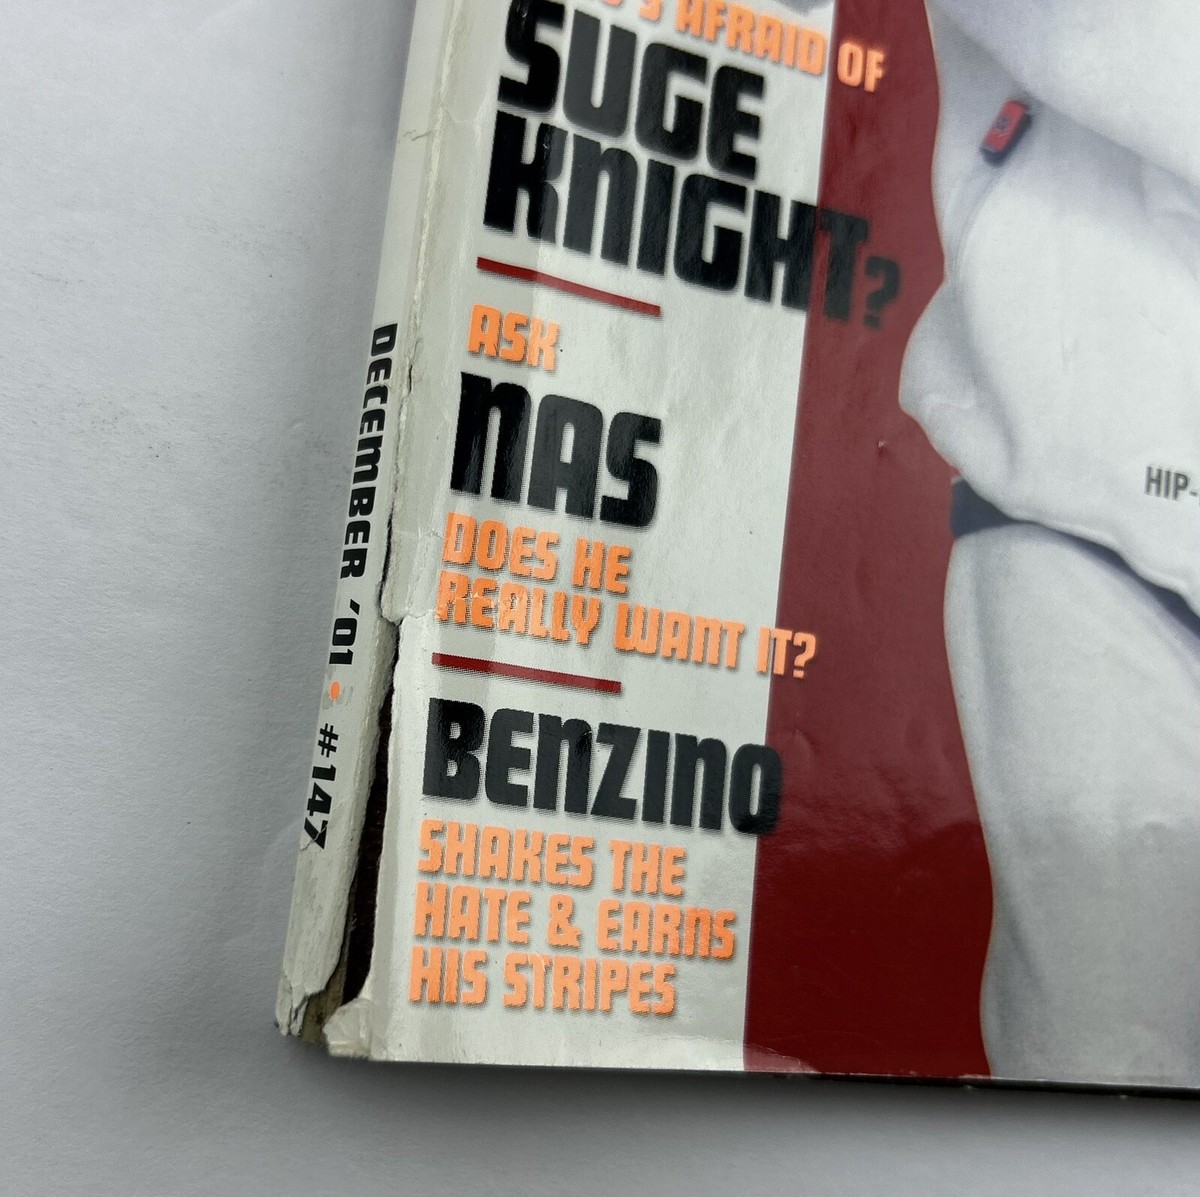 'S AFRAID OF
SUGE
KNIGHT?
ASK
NAS
DOES HE
REALLY WANT IT?
BENZINO
SHAKES THE
HATE & EARNS
HIS STRIPES
DECEMBER '01 • #147
HIP-